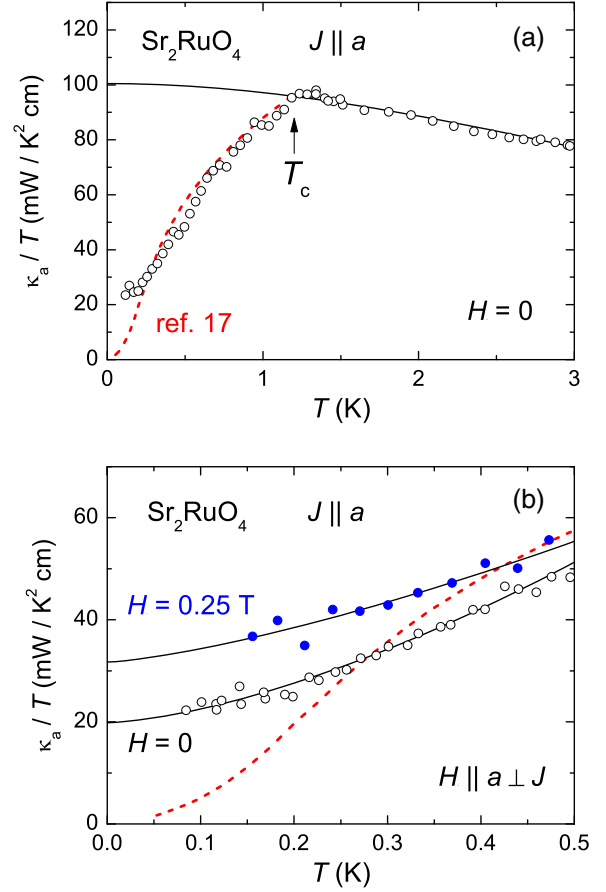 Sr₂RuO₄ J || a (a)
120
100
80
60
40
20
0
κₐ / T (mW / K² cm)
T_c
ref. 17
H = 0
0 1 2 3
T (K)
Sr₂RuO₄ J || a (b)
60
40
20
0
κₐ / T (mW / K² cm)
H = 0.25 T
H = 0
H || a ⊥ J
0.0 0.1 0.2 0.3 0.4 0.5
T (K)